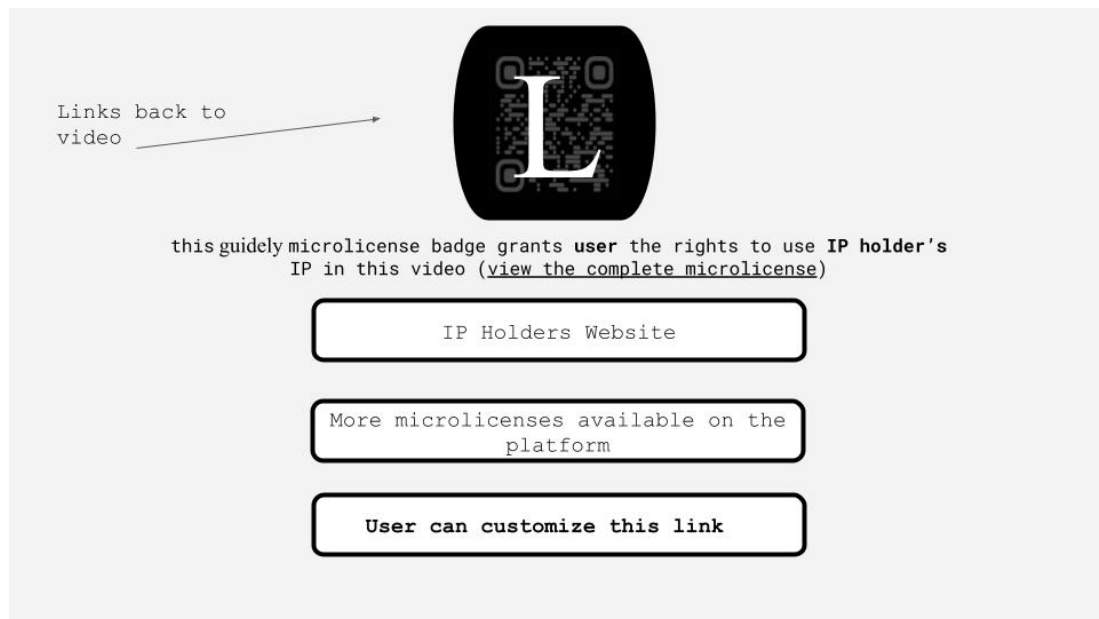 L
Links back to
video
this guidely microlicense badge grants user the rights to use IP holder's
IP in this video (view the complete microlicense)
IP Holders Website
More microlicenses available on the
platform
User can customize this link